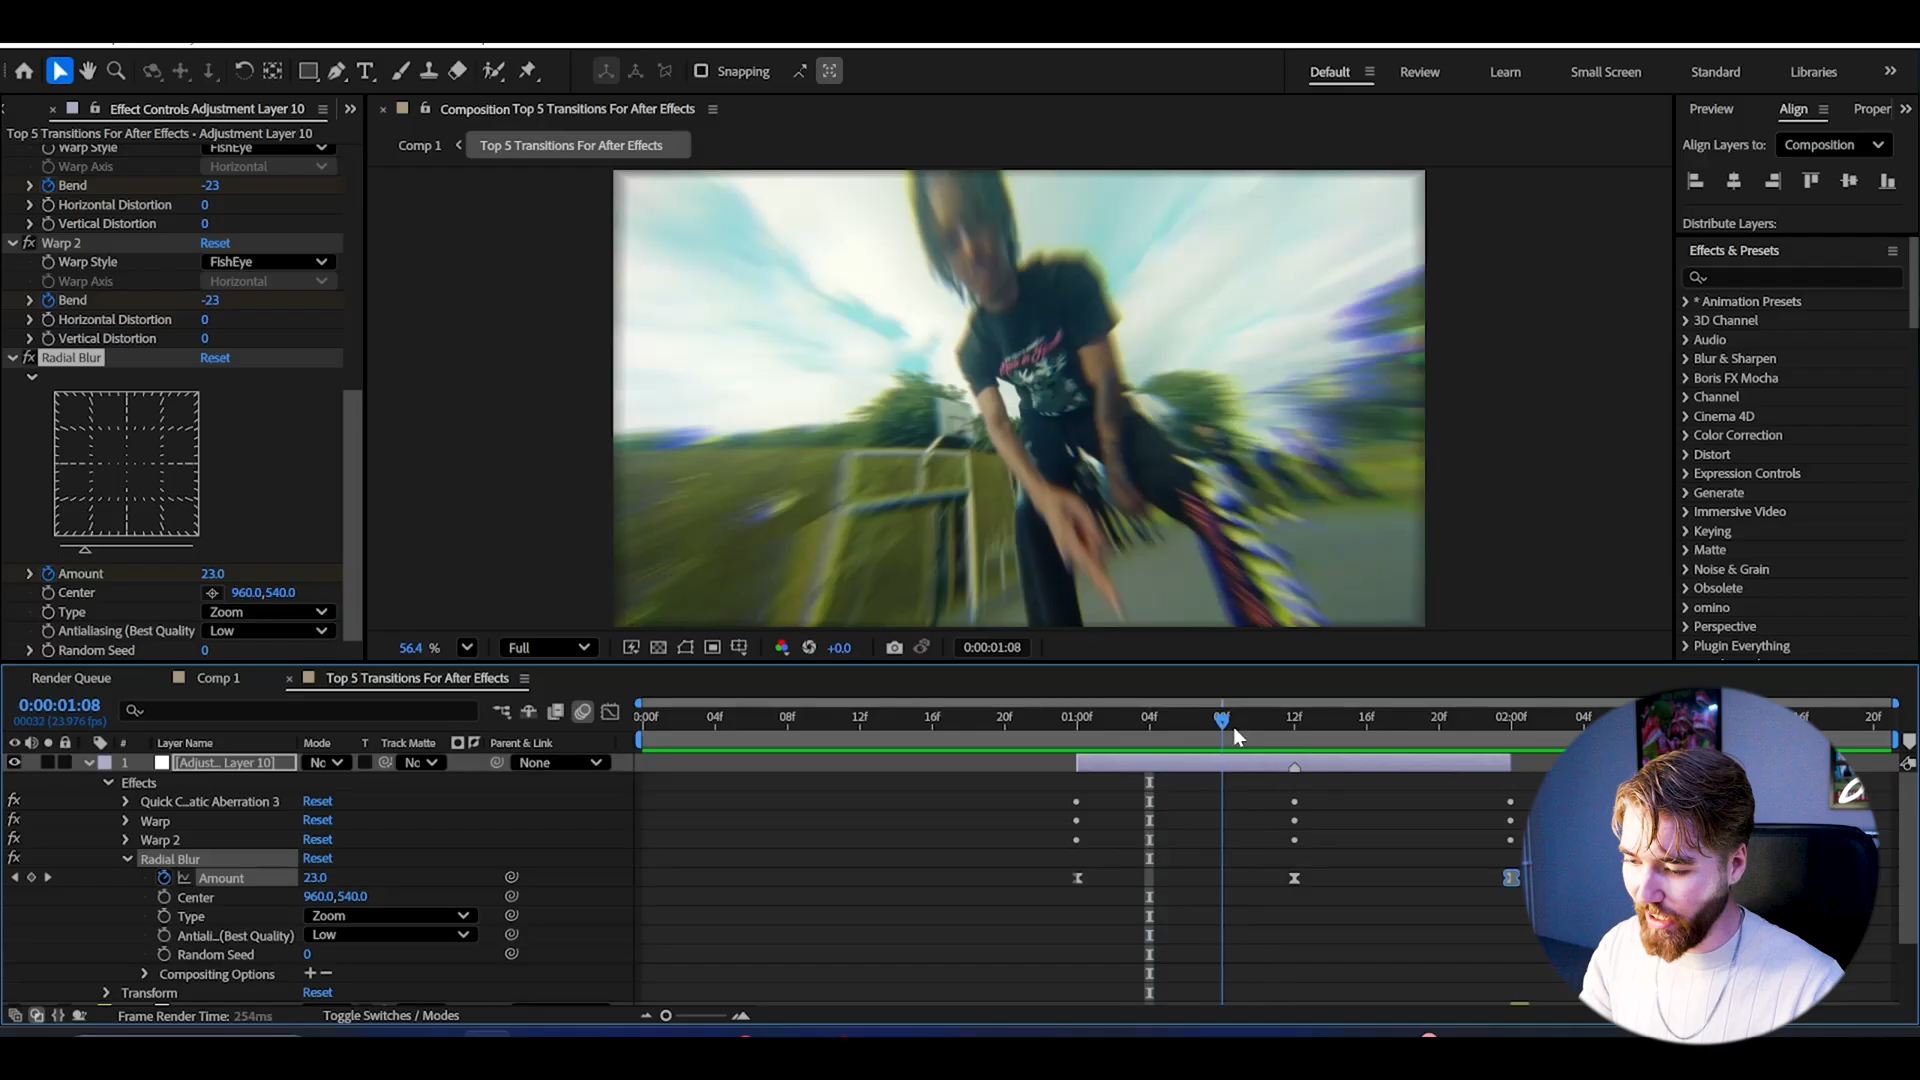 Snapping
Default
Review
Learn
Small Screen
Standard
Libraries
Effect Controls Adjustment Layer 10
Top 5 Transitions For After Effects • Adjustment Layer 10
Warp Style FishEye
Warp Axis Horizontal
Bend -23
Horizontal Distortion 0
Vertical Distortion 0
Warp 2 Reset
Warp Style FishEye
Warp Axis Horizontal
Bend -23
Horizontal Distortion 0
Vertical Distortion 0
Radial Blur Reset
Amount 23.0
Center 960.0,540.0
Type Zoom
Antialiasing (Best Quality Low
Random Seed 0
Composition Top 5 Transitions For After Effects
Comp 1 Top 5 Transitions For After Effects
56.4 % Full +0.0 0:00:01:08
Preview Align Proper
Align Layers to: Composition
Distribute Layers:
Effects & Presets
* Animation Presets
3D Channel
Audio
Blur & Sharpen
Boris FX Mocha
Channel
Cinema 4D
Color Correction
Distort
Expression Controls
Generate
Immersive Video
Keying
Matte
Noise & Grain
Obsolete
omino
Perspective
Plugin Everything
Render Queue Comp 1 Top 5 Transitions For After Effects
0:00:01:08
00032 (23.976 fps)
0:00f 04f 08f 12f 16f 20f 01:00f 04f 12f 16f 20f 02:00f 04f 16f 20f
# Layer Name Mode T Track Matte Parent & Link
1 [Adjust... Layer 10] Nc Nc None
Effects
fx Quick C...atic Aberration 3 Reset
fx Warp Reset
fx Warp 2 Reset
fx Radial Blur Reset
Amount 23.0
Center 960.0,540.0
Type Zoom
Antiali...(Best Quality) Low
Random Seed 0
Compositing Options + −
Transform Reset
Frame Render Time: 254ms Toggle Switches / Modes